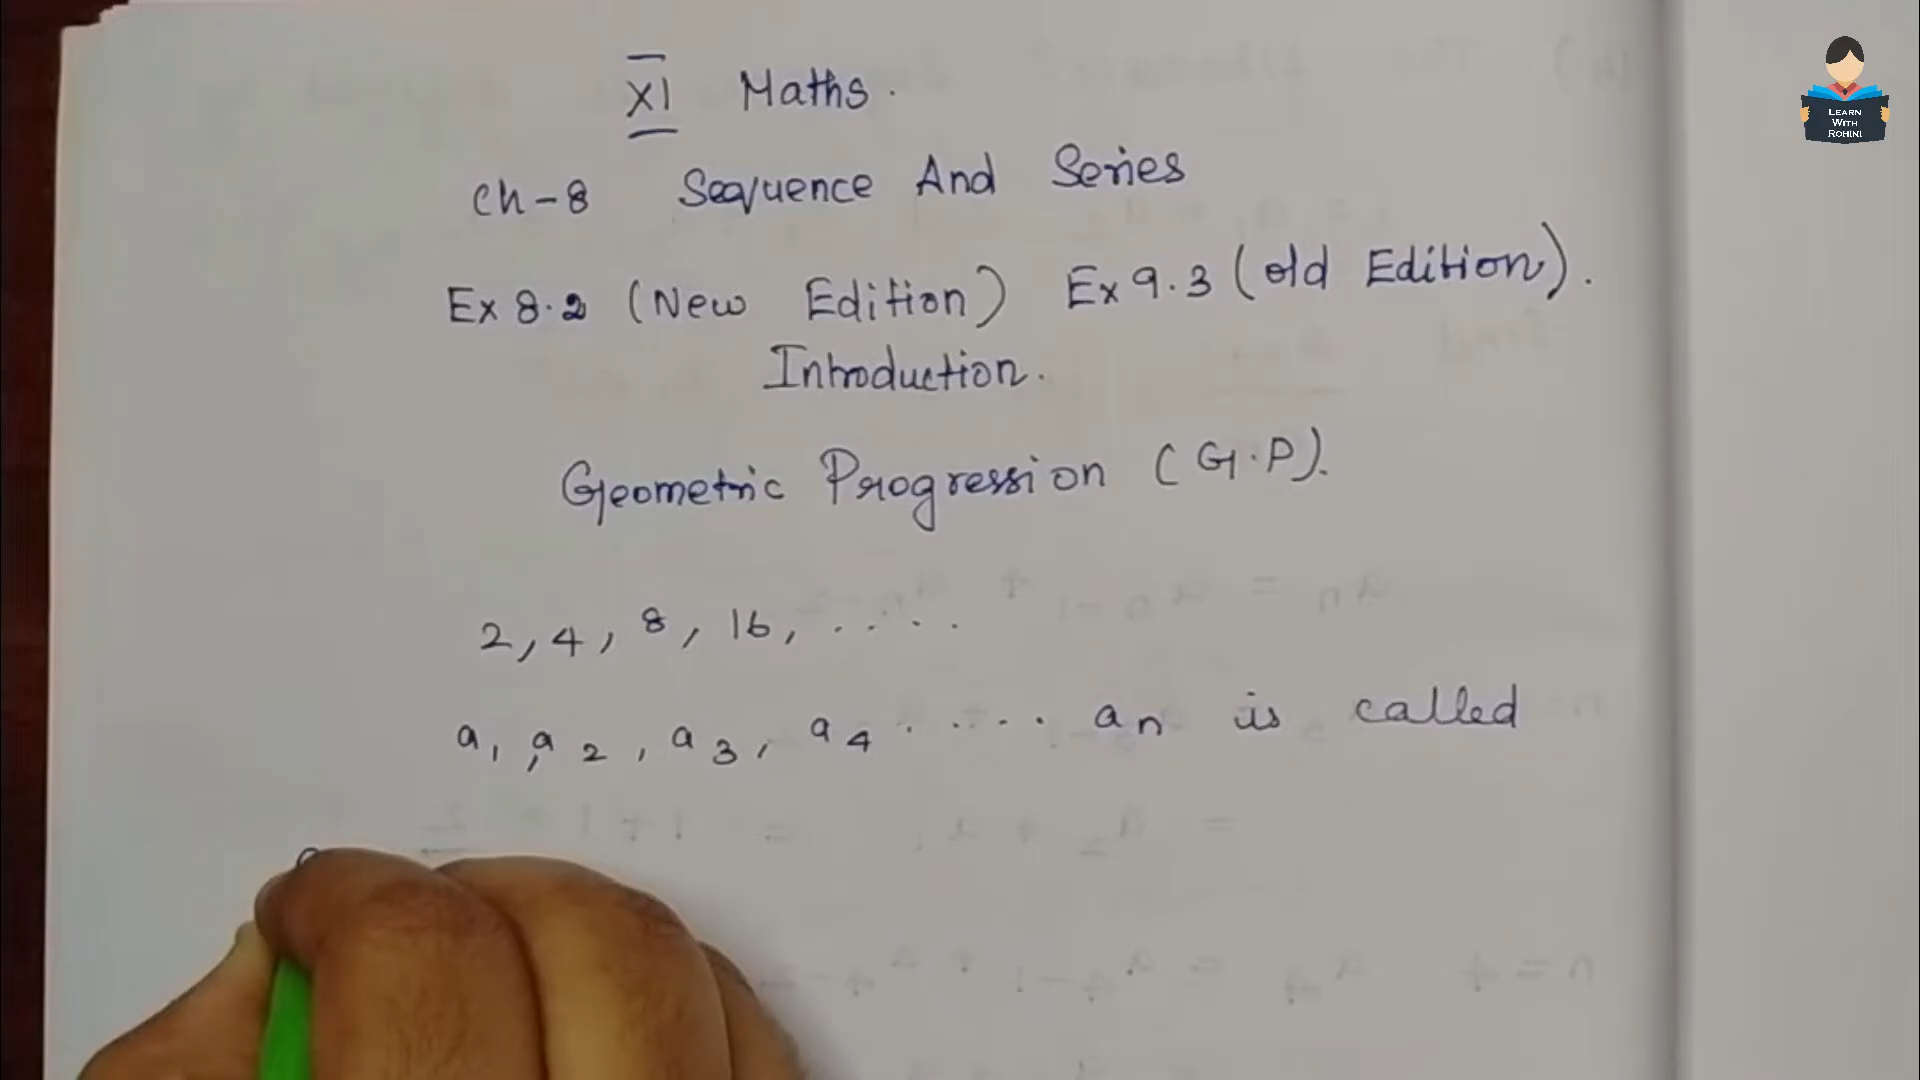 XI Maths.
Ch-8 Sequence And Series
Ex 8.2 (New Edition) Ex 9.3 (old Edition).
Introduction.
Geometric Progression (G.P).
2, 4, 8, 16, ....
a1, a2, a3, a4 ..... an is called
LEARN
WITH
ROHINI